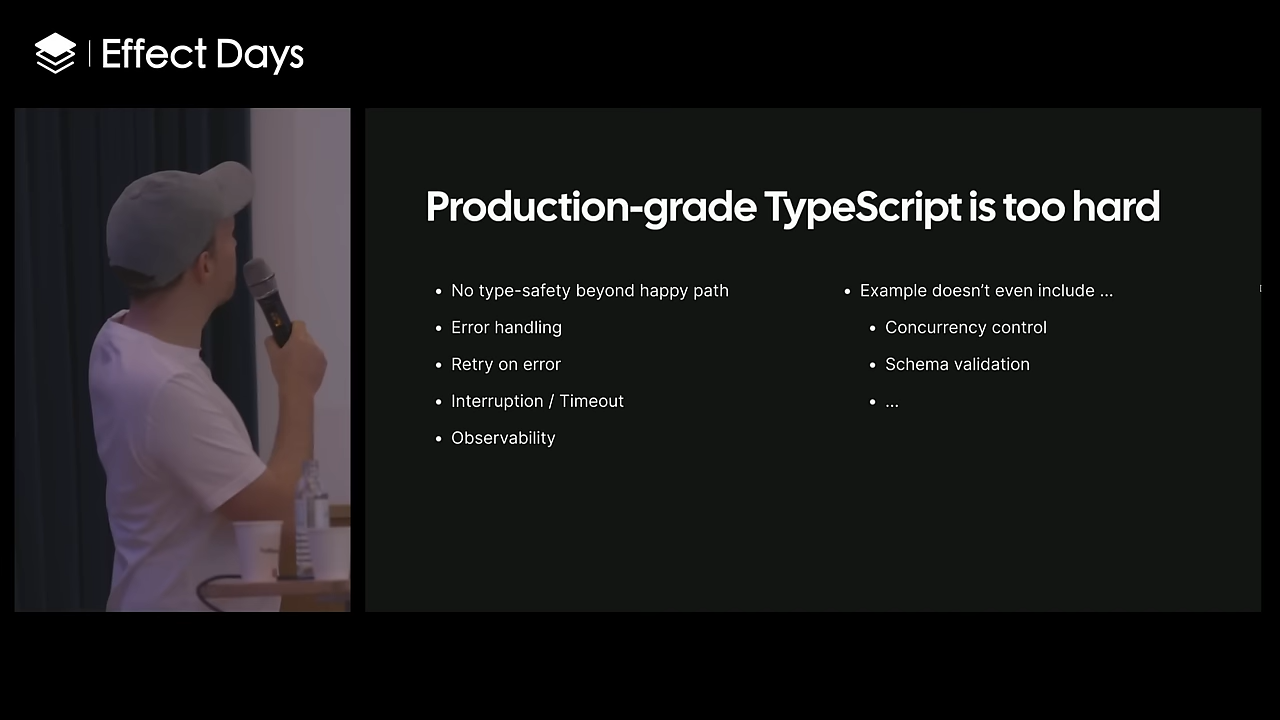 Effect Days
Production-grade TypeScript is too hard
• No type-safety beyond happy path
• Error handling
• Retry on error
• Interruption / Timeout
• Observability
• Example doesn't even include ...
• Concurrency control
• Schema validation
• ...